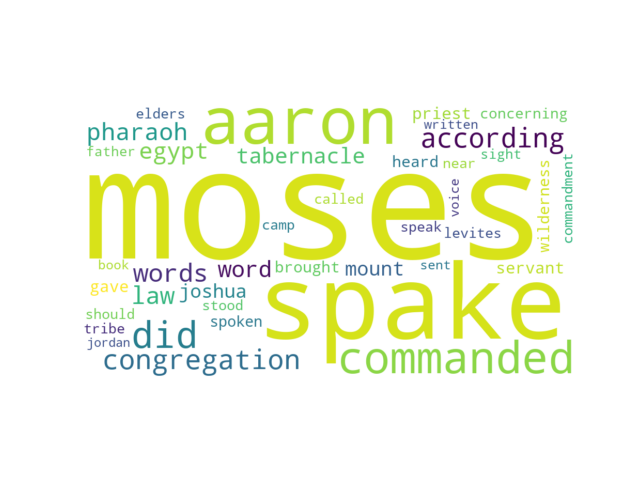 elders
aaron
priest concerning
written
pharaoh
according
father egypt
tabernacle
heard near sight
moses
called
voice
wilderness
commandment
camp
speak levites
book words word brought mount sent servant
gave law joshua
spake
should
stood
tribe did spoken
jordan
congregation commanded